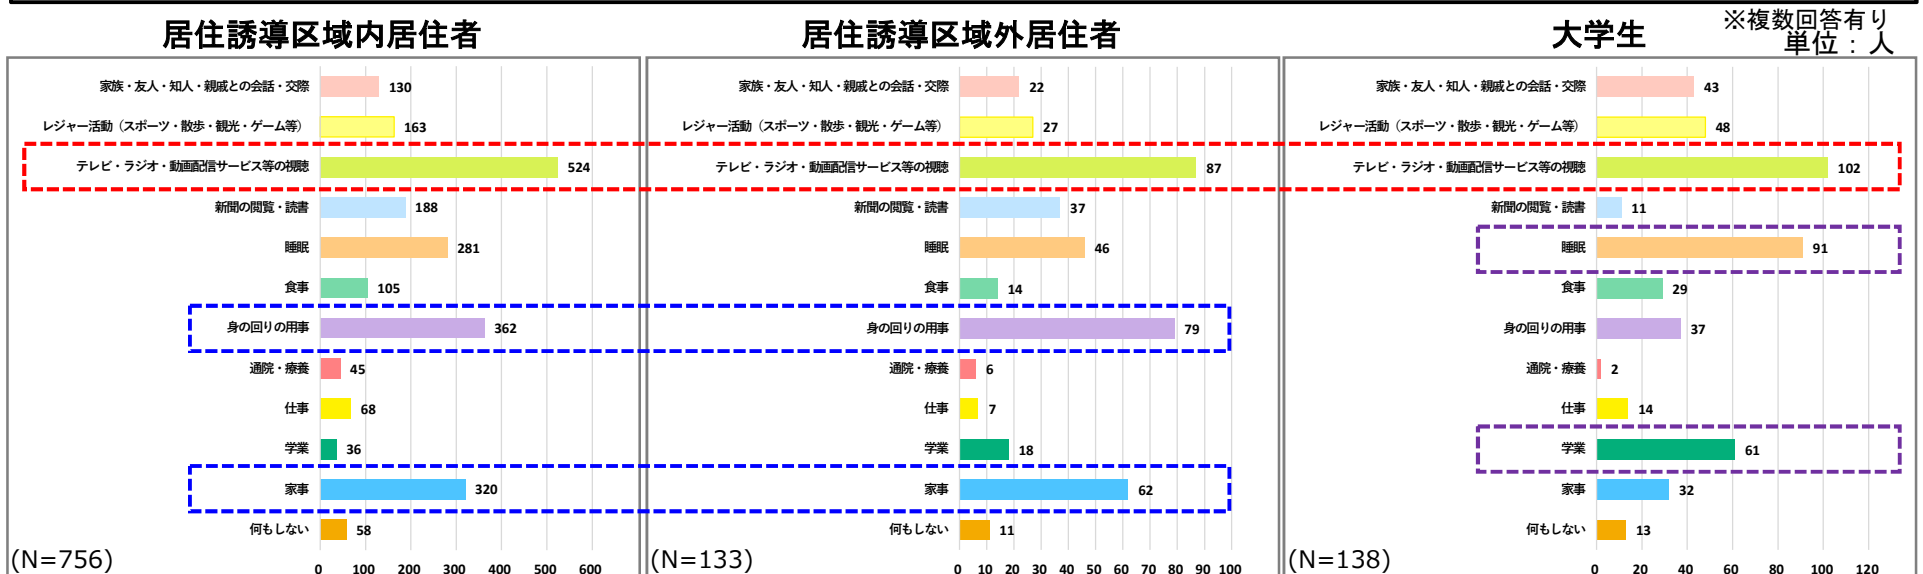 居住誘導区域内居住者
居住誘導区域外居住者
大学生
※複数回答有り
単位：人
家族・友人・知人・親戚との会話・交際 130
レジャー活動（スポーツ・散歩・観光・ゲーム等） 163
テレビ・ラジオ・動画配信サービス等の視聴 524
新聞の閲覧・読書 188
睡眠 281
食事 105
身の回りの用事 362
通院・療養 45
仕事 68
学業 36
家事 320
何もしない 58
(N=756)
0 100 200 300 400 500 600
家族・友人・知人・親戚との会話・交際 22
レジャー活動（スポーツ・散歩・観光・ゲーム等） 27
テレビ・ラジオ・動画配信サービス等の視聴 87
新聞の閲覧・読書 37
睡眠 46
食事 14
身の回りの用事 79
通院・療養 6
仕事 7
学業 18
家事 62
何もしない 11
(N=133)
0 10 20 30 40 50 60 70 80 90 100
家族・友人・知人・親戚との会話・交際 43
レジャー活動（スポーツ・散歩・観光・ゲーム等） 48
テレビ・ラジオ・動画配信サービス等の視聴 102
新聞の閲覧・読書 11
睡眠 91
食事 29
身の回りの用事 37
通院・療養 2
仕事 14
学業 61
家事 32
何もしない 13
(N=138)
0 20 40 60 80 100 120